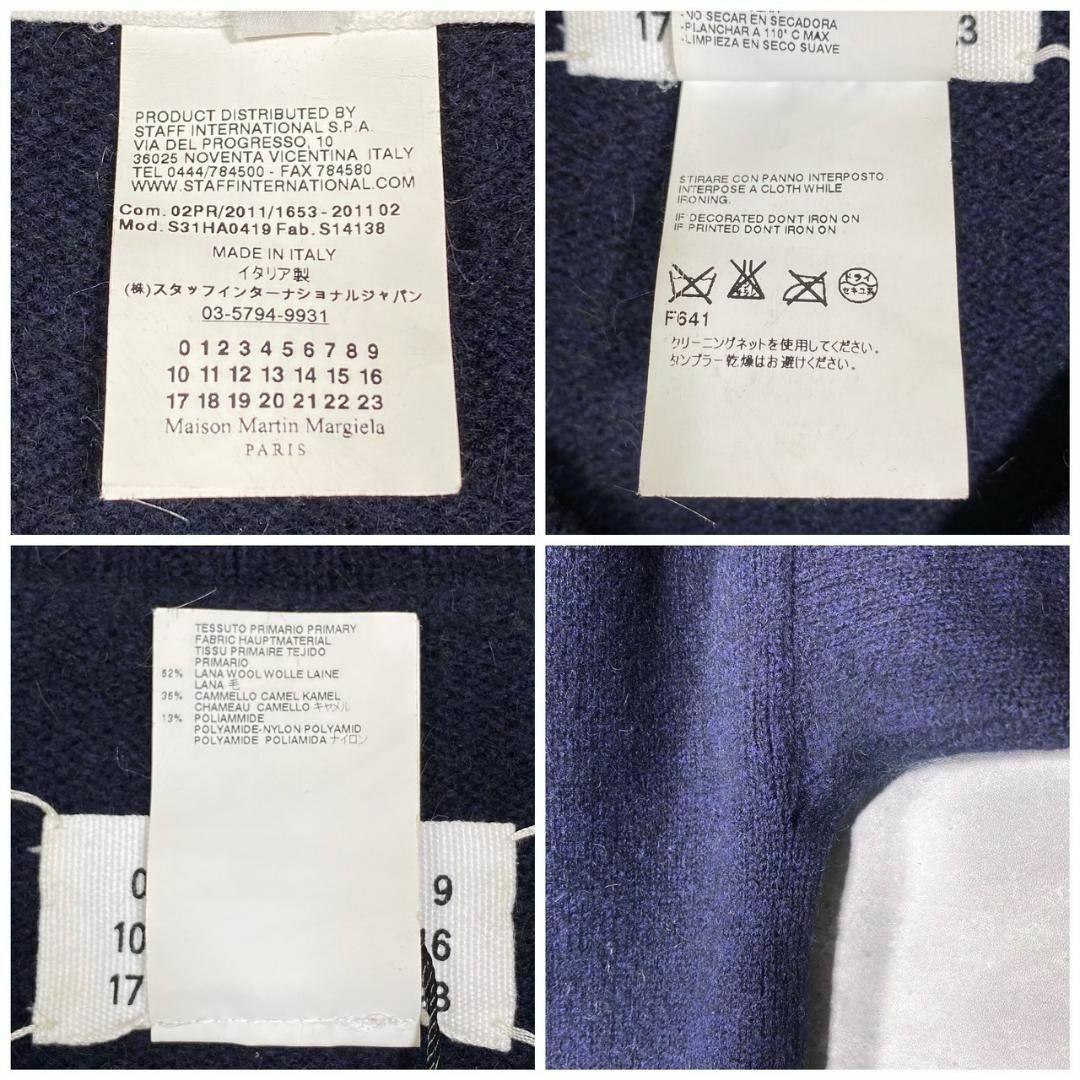 PRODUCT DISTRIBUTED BY
STAFF INTERNATIONAL S.P.A.
VIA DEL PROGRESSO, 10
36025 NOVENTA VICENTINA ITALY
TEL 0444/784500 - FAX 784580
WWW.STAFFINTERNATIONAL.COM
Com. 02PR/2011/1653 - 2011 02
Mod. S31HA0419 Fab. S14138
MADE IN ITALY
イタリア製
(株)スタッフインターナショナルジャパン
03-5794-9931
0 1 2 3 4 5 6 7 8 9
10 11 12 13 14 15 16
17 18 19 20 21 22 23
Maison Martin Margiela
PARIS
-NO SECAR EN SECADORA
17 -PLANCHAR A 110° C MAX 23
-LIMPIEZA EN SECO SUAVE
STIRARE CON PANNO INTERPOSTO.
INTERPOSE A CLOTH WHILE
IRONING.
IF DECORATED DON'T IRON ON
IF PRINTED DON'T IRON ON
ドライ
セキユ系
F641
クリーニングネットを使用してください。
タンブラー乾燥はお避けください。
TESSUTO PRIMARIO PRIMARY
FABRIC HAUPTMATERIAL
TISSU PRIMAIRE TEJIDO
PRIMARIO
52% LANA WOOL WOLLE LAINE
LANA 毛
35% CAMMELLO CAMEL KAMEL
CHAMEAU CAMELLO キャメル
13% POLIAMMIDE
POLYAMIDE-NYLON POLYAMID
POLYAMIDE POLIAMIDA ナイロン
0 9
10 16
17 23